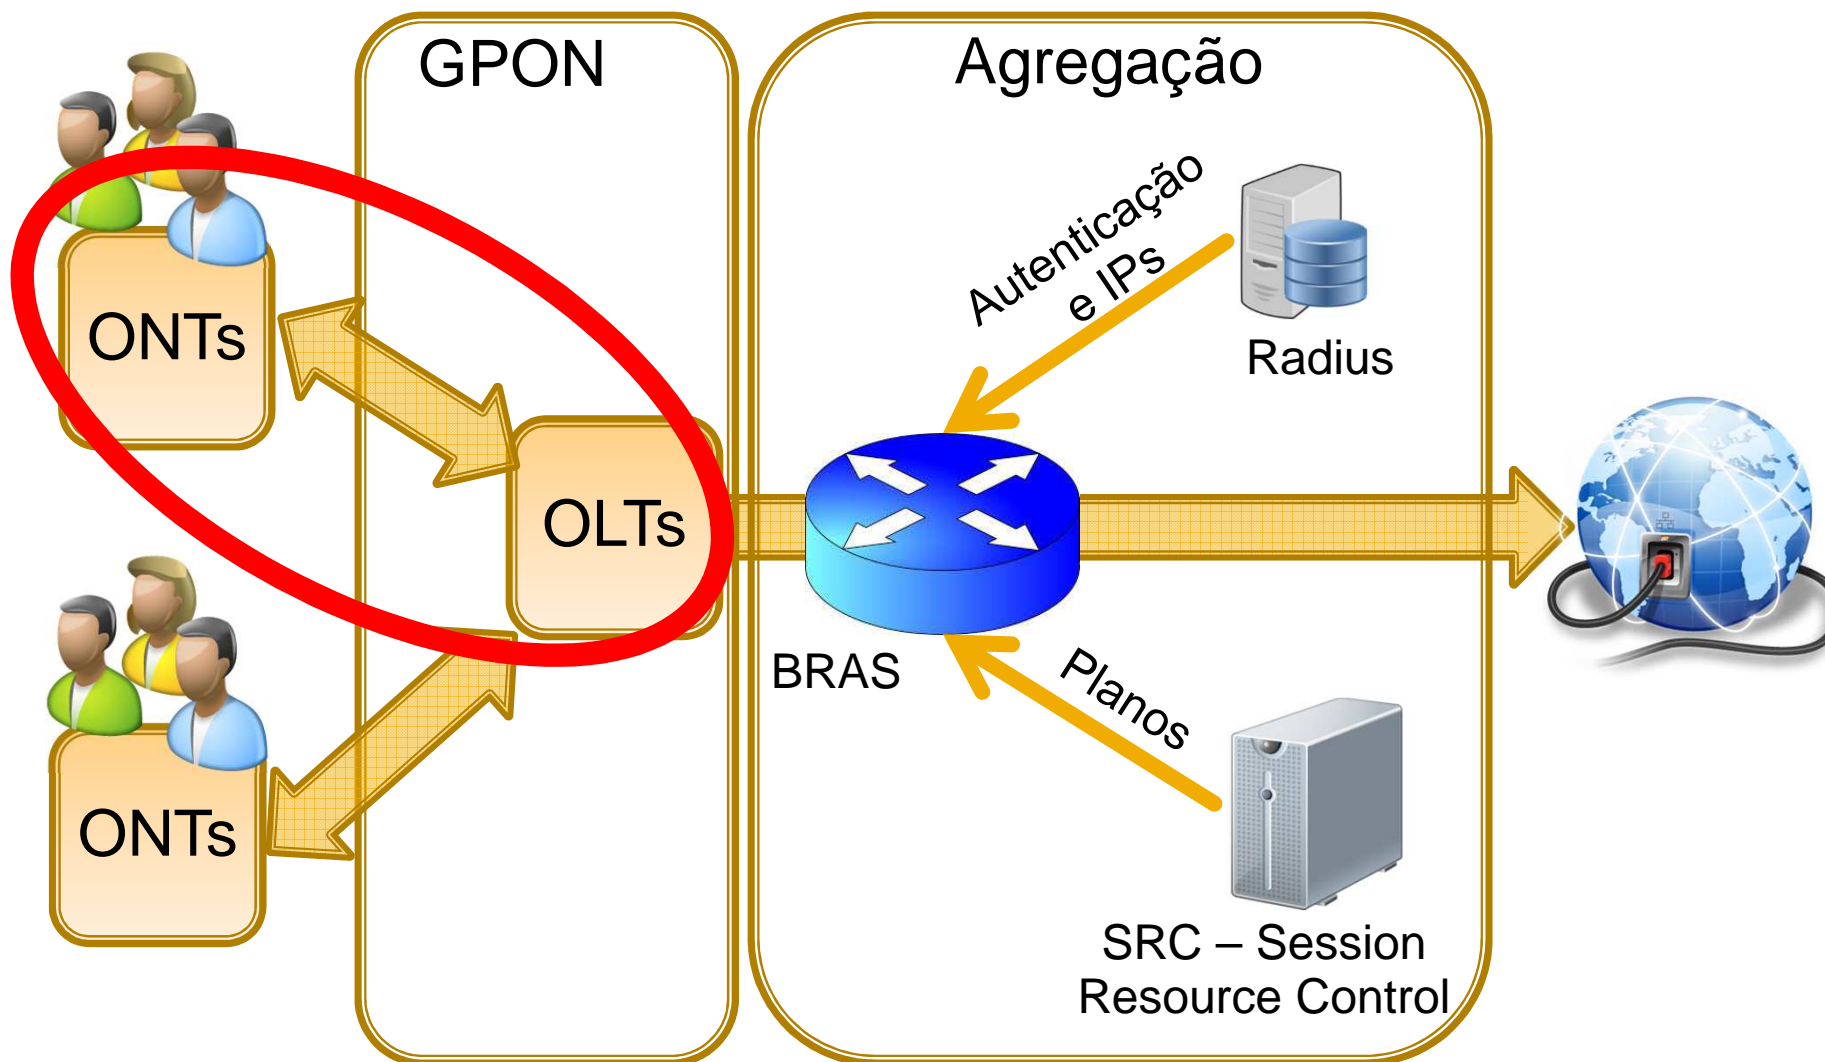 GPON
Agregação
Autenticação
e IPs
Radius
ONTs
OLTs
BRAS
Planos
ONTs
SRC – Session
Resource Control